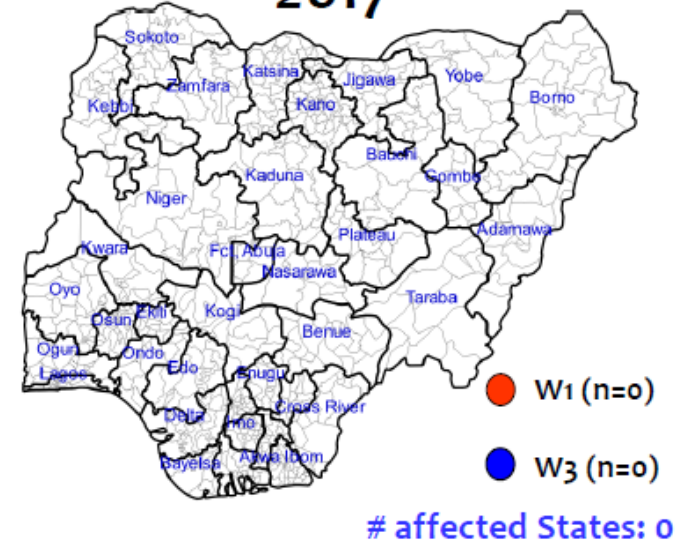 2017
Sokoto
Katsina
Jigawa
Yobe
Zamfara
Kebbi
Kano
Borno
Bauchi
Kaduna
Gombe
Niger
Adamawa
Plateau
Kwara
Fct, Abuja
Nasarawa
Oyo
Taraba
Kogi
Ekiti
Osun
Benue
Ogun
Ondo
Edo
Lagos
Enugu
W1 (n=0)
Cross River
Delta
Imo
Akwa Ibom
Bayelsa
W3 (n=0)
# affected States: 0